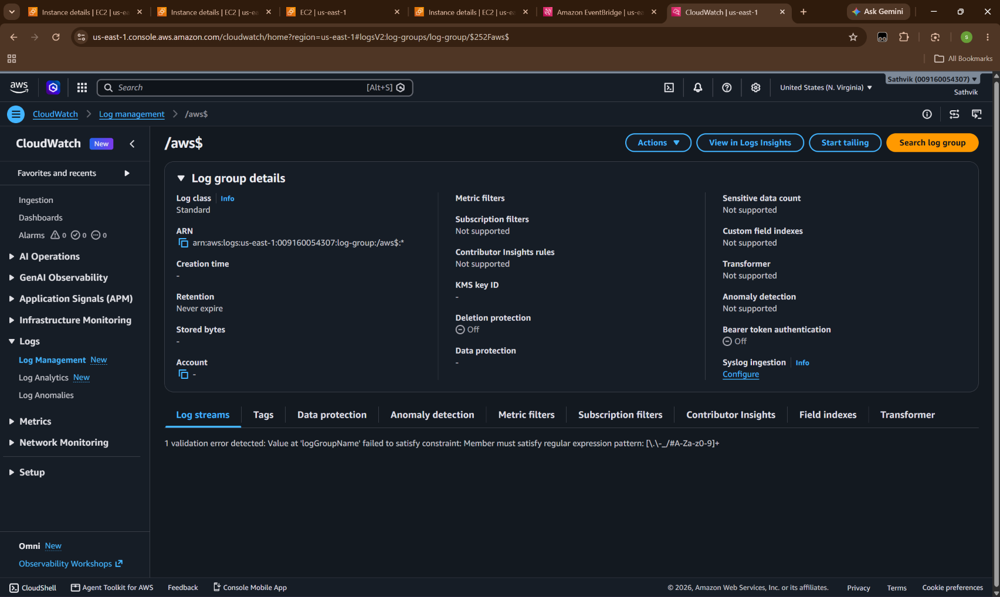 Instance details | EC2 | us-ea
Instance details | EC2 | us-ea
EC2 | us-east-1
Instance details | EC2 | us-ea
Amazon EventBridge | us-ea
CloudWatch | us-east-1
Ask Gemini
us-east-1.console.aws.amazon.com/cloudwatch/home?region=us-east-1#logsV2:log-groups/log-group/$252Faws$
S
All Bookmarks
aws
Search
[Alt+S]
United States (N. Virginia)
Sathvik (009160054307)
Sathvik
CloudWatch
Log management
/aws$
CloudWatch New
Favorites and recents
Ingestion
Dashboards
Alarms 0 0 0
AI Operations
GenAI Observability
Application Signals (APM)
Infrastructure Monitoring
Logs
Log Management New
Log Analytics New
Log Anomalies
Metrics
Network Monitoring
Setup
Omni New
Observability Workshops
/aws$
Actions
View in Logs Insights
Start tailing
Search log group
Log group details
Log class Info
Standard
ARN
arn:aws:logs:us-east-1:009160054307:log-group:/aws$:*
Creation time
-
Retention
Never expire
Stored bytes
-
Account
-
Metric filters
Subscription filters
Not supported
Contributor Insights rules
Not supported
KMS key ID
-
Deletion protection
Off
Data protection
-
Sensitive data count
Not supported
Custom field indexes
Not supported
Transformer
Not supported
Anomaly detection
Not supported
Bearer token authentication
Off
Syslog ingestion Info
Configure
Log streams
Tags
Data protection
Anomaly detection
Metric filters
Subscription filters
Contributor Insights
Field indexes
Transformer
1 validation error detected: Value at 'logGroupName' failed to satisfy constraint: Member must satisfy regular expression pattern: [\.\-_/#A-Za-z0-9]+
CloudShell
Agent Toolkit for AWS
Feedback
Console Mobile App
© 2026, Amazon Web Services, Inc. or its affiliates.
Privacy
Terms
Cookie preferences